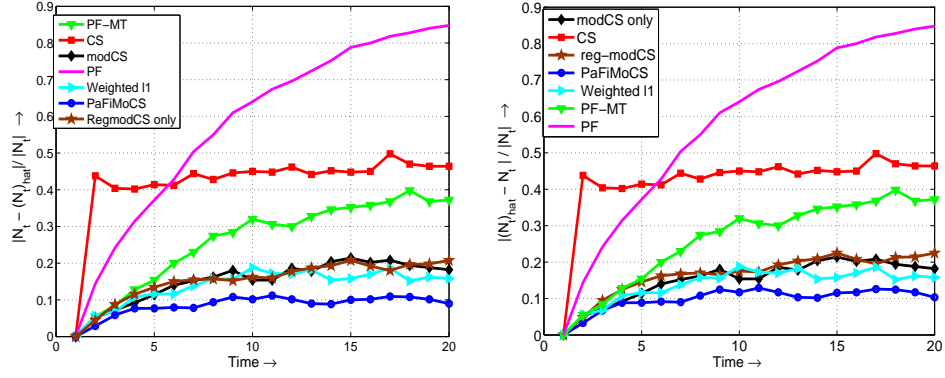 0.9
0.8
0.7
0.6
0.5
0.4
0.3
0.2
0.1
0
|N_t − (N_t)_hat|/ |N_t| →
PF−MT
CS
modCS
PF
Weighted l1
PaFiMoCS
RegmodCS only
0 5 10 15 20
Time →
0.9
0.8
0.7
0.6
0.5
0.4
0.3
0.2
0.1
0
|(N_t)_hat − N_t | / |N_t| →
modCS only
CS
reg−modCS
PaFiMoCS
Weighted l1
PF−MT
PF
0 5 10 15 20
Time →